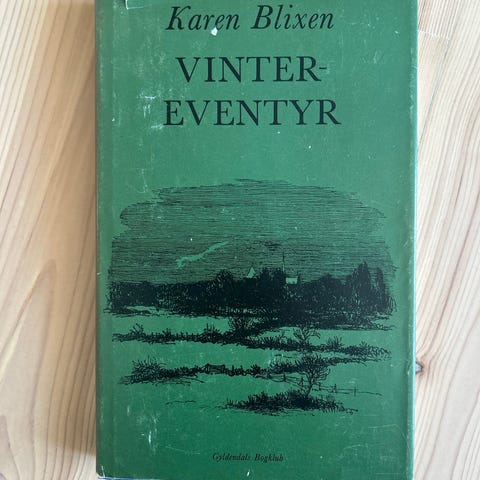 Karen Blixen
VINTER-
EVENTYR
Gyldendals Bogklub